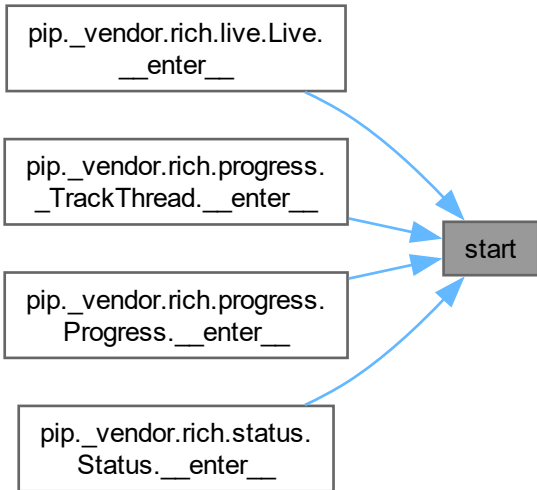 pip._vendor.rich.live.Live.
__enter__
pip._vendor.rich.progress.
_TrackThread.__enter__
start
pip._vendor.rich.progress.
Progress.__enter__
pip._vendor.rich.status.
Status.__enter__